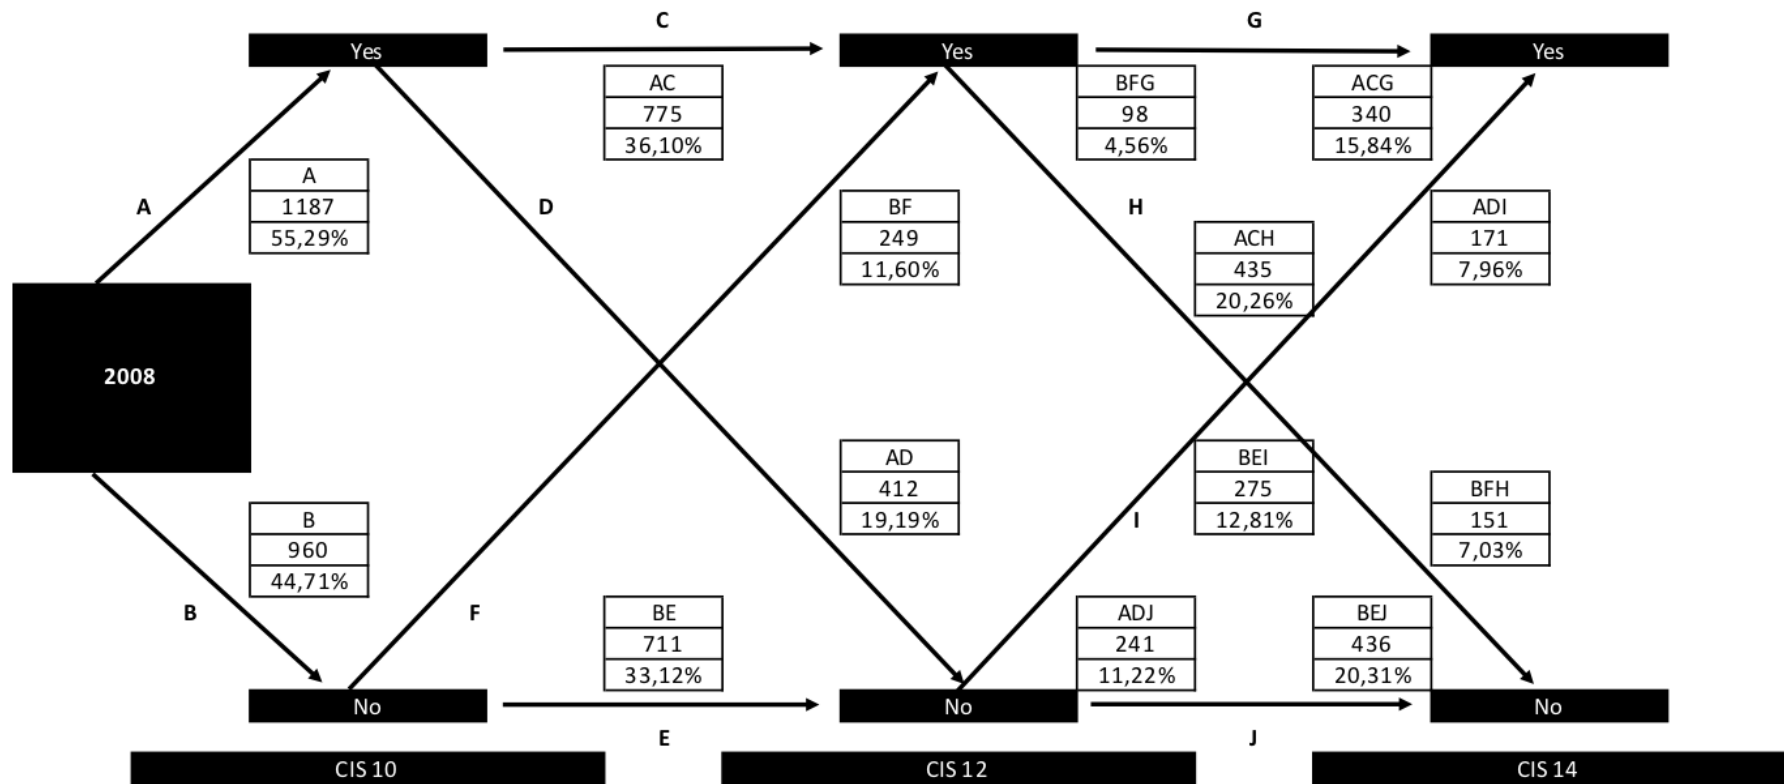 C
G
Yes
Yes
Yes
AC
775
36,10%
BFG
98
4,56%
ACG
340
15,84%
A
A
1187
55,29%
D
BF
249
11,60%
H
ACH
435
20,26%
ADI
171
7,96%
2008
AD
412
19,19%
I
BEI
275
12,81%
BFH
151
7,03%
B
960
44,71%
B
F
BE
711
33,12%
ADJ
241
11,22%
BEJ
436
20,31%
No
No
No
E
J
CIS 10
CIS 12
CIS 14